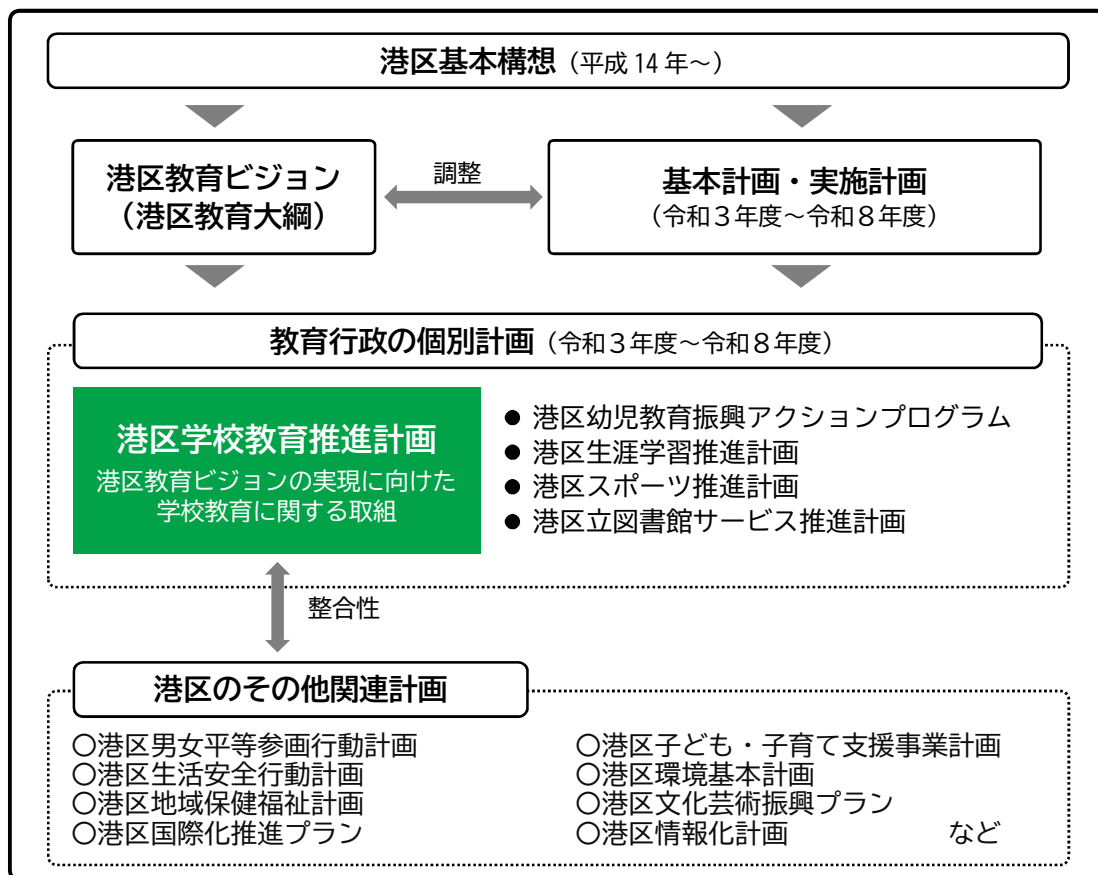 港区基本構想（平成14年～）
港区教育ビジョン
（港区教育大綱）
調整
基本計画・実施計画
（令和３年度～令和８年度）
教育行政の個別計画（令和３年度～令和８年度）
港区学校教育推進計画
港区教育ビジョンの実現に向けた
学校教育に関する取組
● 港区幼児教育振興アクションプログラム
● 港区生涯学習推進計画
● 港区スポーツ推進計画
● 港区立図書館サービス推進計画
整合性
港区のその他関連計画
〇港区男女平等参画行動計画
〇港区生活安全行動計画
〇港区地域保健福祉計画
〇港区国際化推進プラン
〇港区子ども・子育て支援事業計画
〇港区環境基本計画
〇港区文化芸術振興プラン
〇港区情報化計画　など